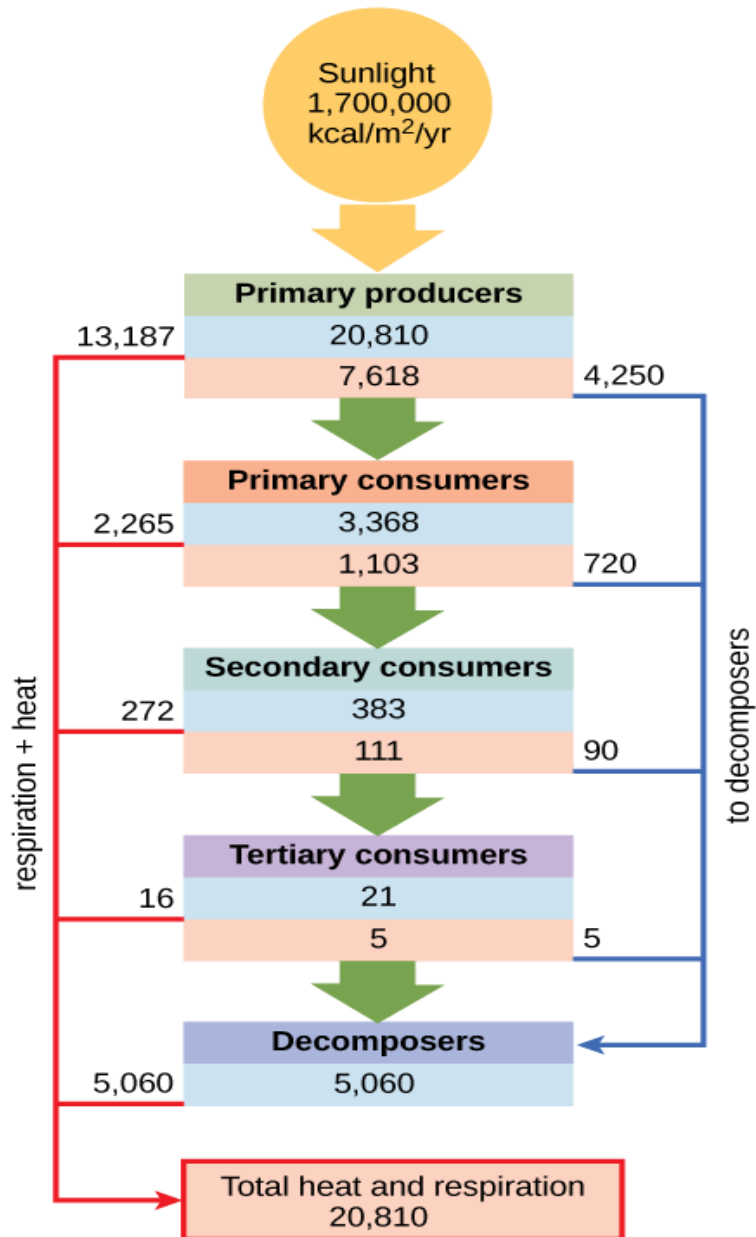 Sunlight
1,700,000
kcal/m²/yr
Primary producers
13,187
20,810
7,618
4,250
Primary consumers
2,265
3,368
1,103
720
Secondary consumers
272
383
111
90
Tertiary consumers
16
21
5
5
Decomposers
5,060
5,060
respiration + heat
to decomposers
Total heat and respiration
20,810